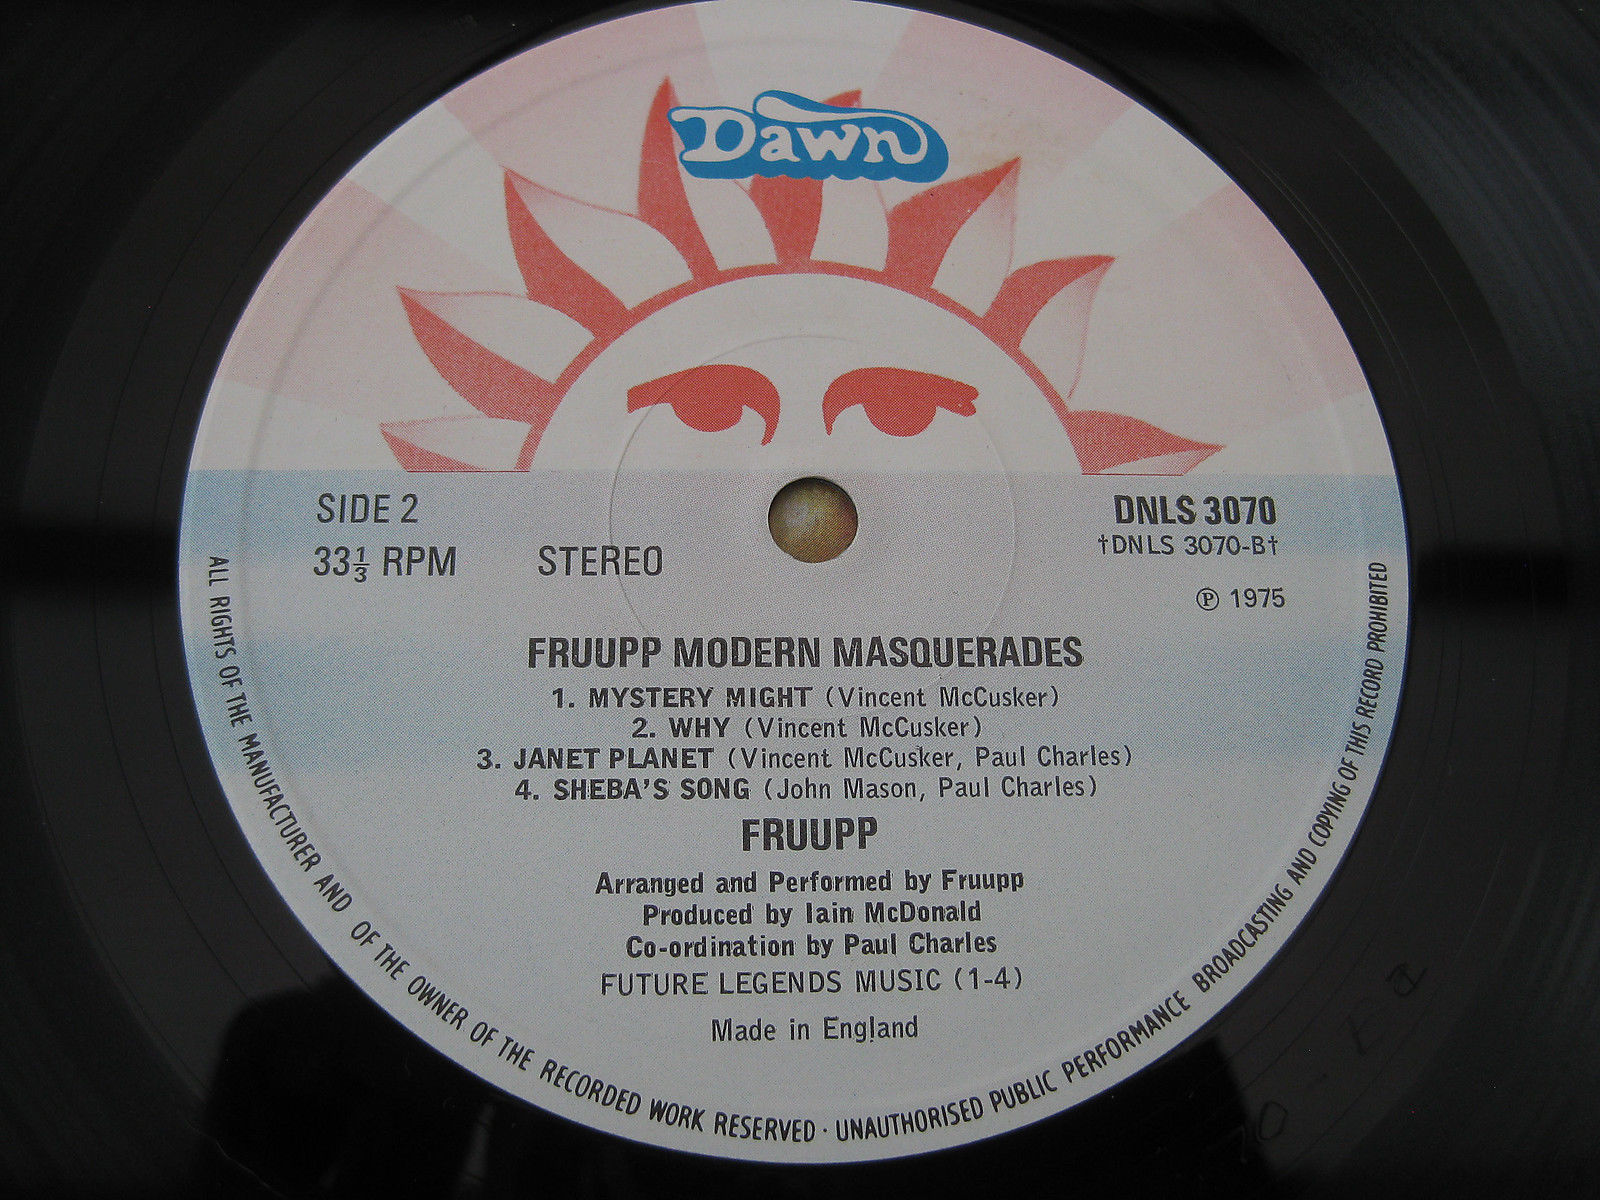 Dawn
SIDE 2
33⅓ RPM STEREO
DNLS 3070
†DNLS 3070-B†
Ⓟ 1975
FRUUPP MODERN MASQUERADES
1. MYSTERY MIGHT (Vincent McCusker)
2. WHY (Vincent McCusker)
3. JANET PLANET (Vincent McCusker, Paul Charles)
4. SHEBA'S SONG (John Mason, Paul Charles)
FRUUPP
Arranged and Performed by Fruupp
Produced by Iain McDonald
Co-ordination by Paul Charles
FUTURE LEGENDS MUSIC (1-4)
Made in England
ALL RIGHTS OF THE MANUFACTURER AND OF THE OWNER OF THE RECORDED WORK RESERVED · UNAUTHORISED PUBLIC PERFORMANCE BROADCASTING AND COPYING OF THIS RECORD PROHIBITED